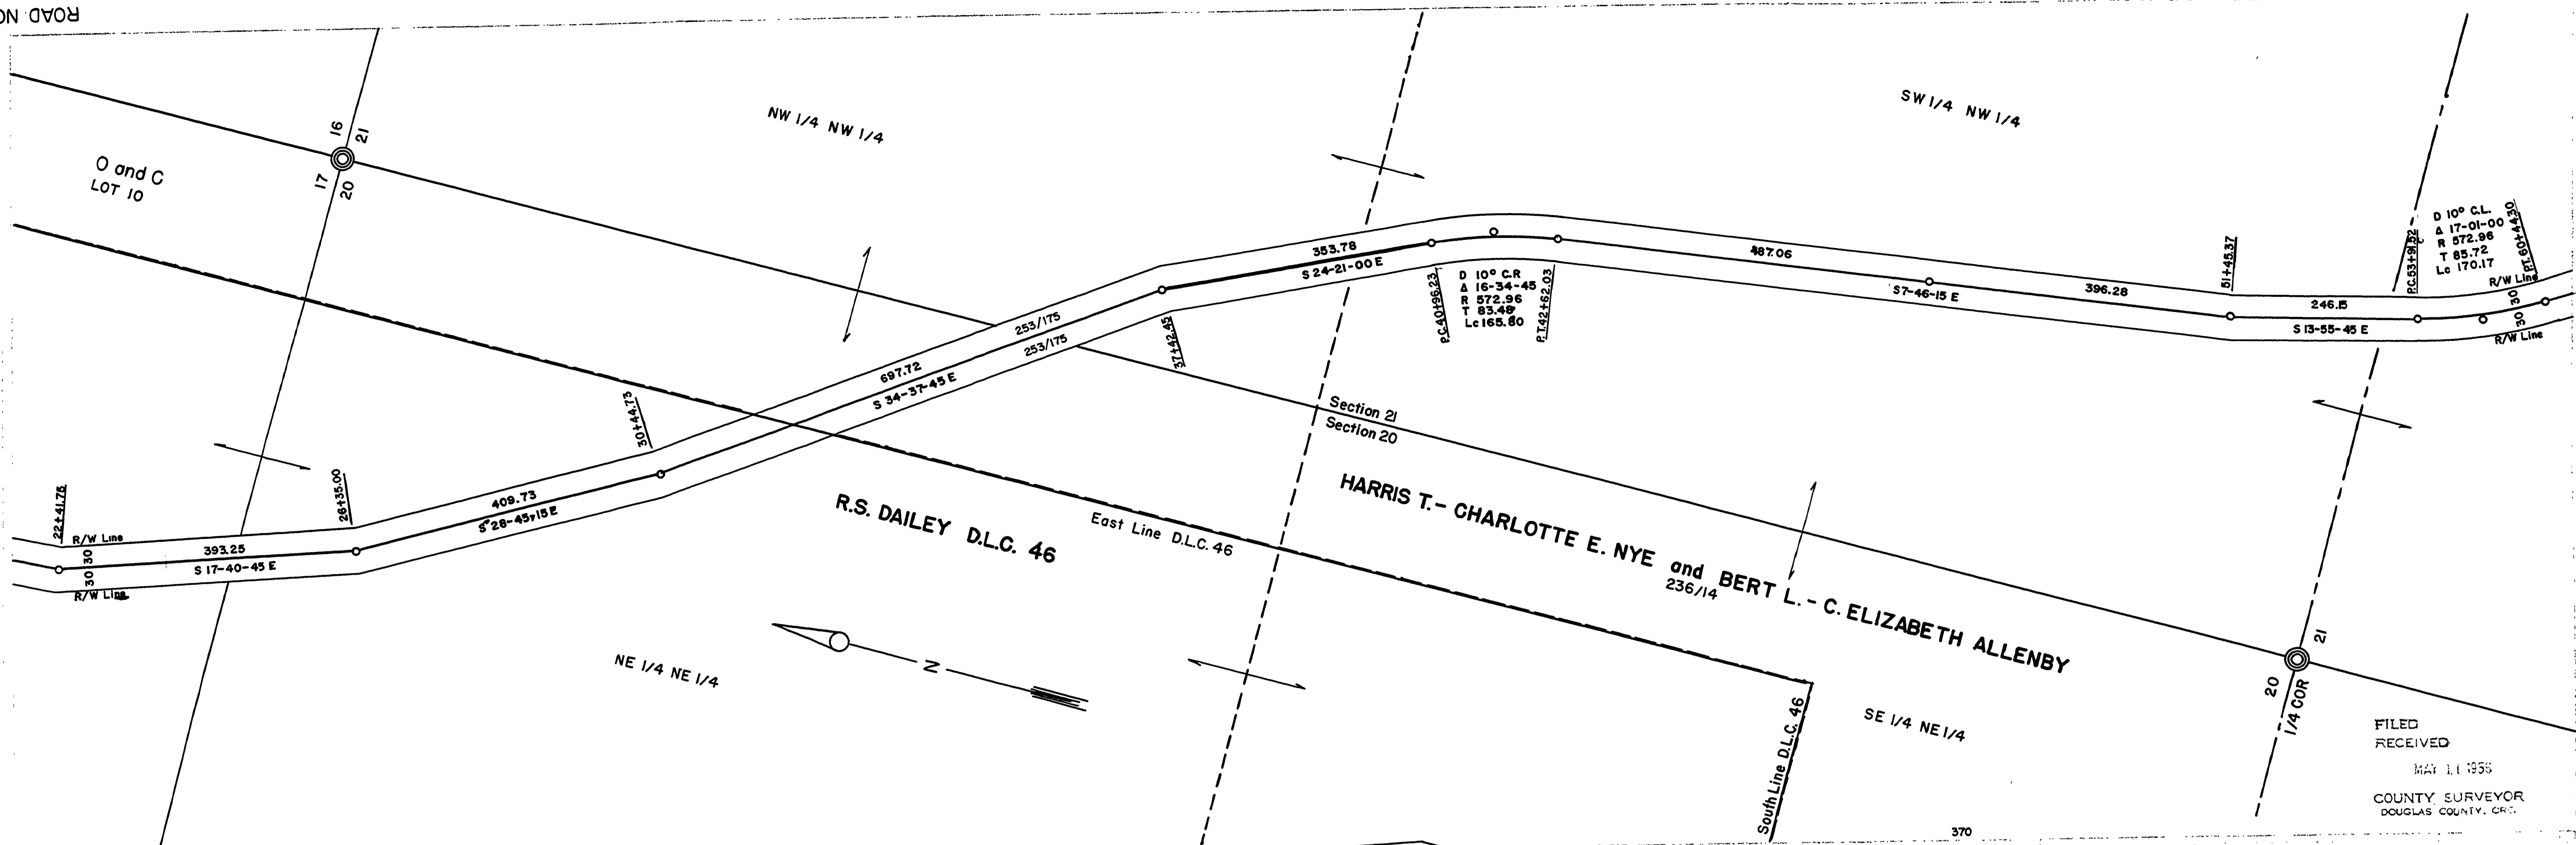 ROAD NO
16
21
17
20
O and C
LOT 10
NW 1/4 NW 1/4
SW 1/4 NW 1/4
22+41.75
R/W Line
30 30
R/W Line
393.25
S 17-40-45 E
26+35.00
409.73
S 28-45-15 E
30+44.73
697.72
S 34-37-45 E
253/175
253/175
37+42.45
353.78
S 24-21-00 E
P.C. 40+96.23
D 10° C.R
Δ 16-34-45
R 572.96
T 83.48
Lc 165.80
P.T. 42+62.03
487.06
S 7-46-15 E
396.28
51+45.37
246.15
S 13-55-45 E
P.C. 53+91.52
D 10° C.L.
Δ 17-01-00
R 572.96
T 85.72
Lc 170.17
P.T. 60+44.30
R/W Line
30 30
R/W Line
Section 21
Section 20
R.S. DAILEY D.L.C. 46
East Line D.L.C. 46
HARRIS T. - CHARLOTTE E. NYE and BERT L. - C. ELIZABETH ALLENBY
236/14
N
NE 1/4 NE 1/4
SE 1/4 NE 1/4
South Line D.L.C. 46
21
20
1/4 COR
370
FILED
RECEIVED
MAY 11
COUNTY SURVEYOR
DOUGLAS COUNTY, ORE.